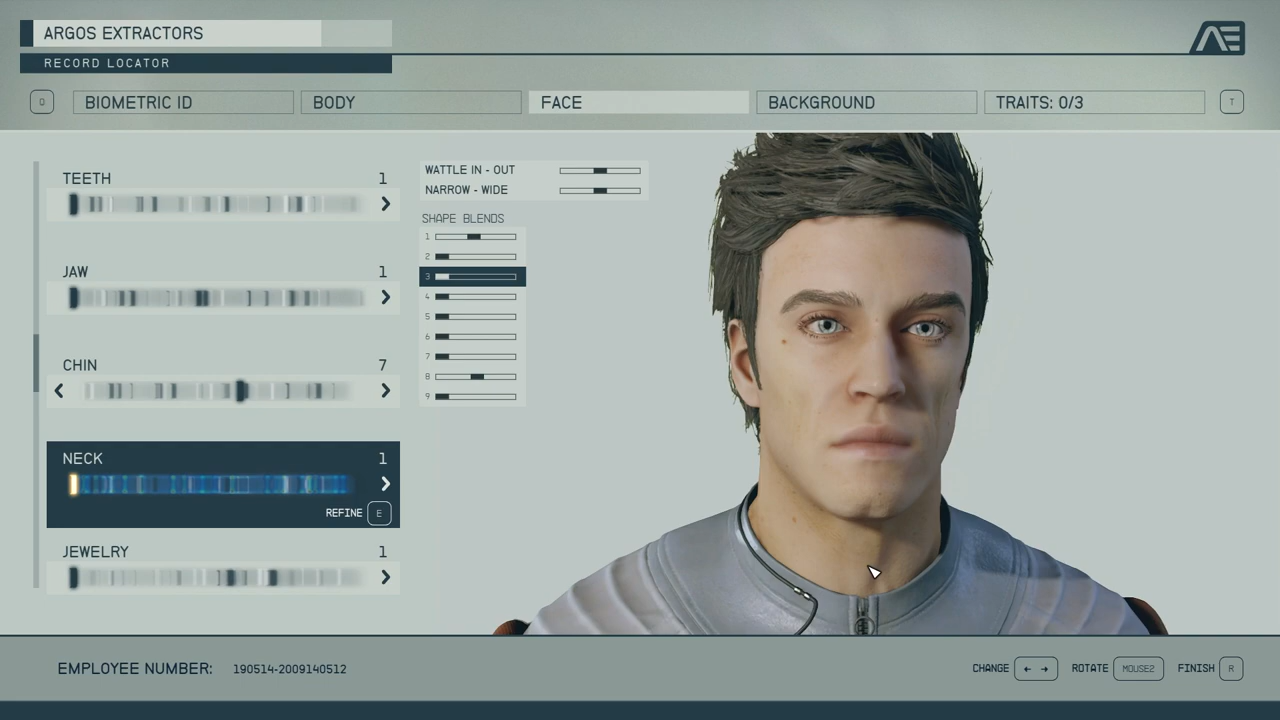 ARGOS EXTRACTORS
RECORD LOCATOR
AE
Q
BIOMETRIC ID
BODY
FACE
BACKGROUND
TRAITS: 0/3
T
TEETH 1
JAW 1
CHIN 7
NECK 1
REFINE E
JEWELRY 1
WATTLE IN - OUT
NARROW - WIDE
SHAPE BLENDS
1
2
3
4
5
6
7
8
9
EMPLOYEE NUMBER: 190514-2009140512
CHANGE ← →
ROTATE MOUSE2
FINISH R